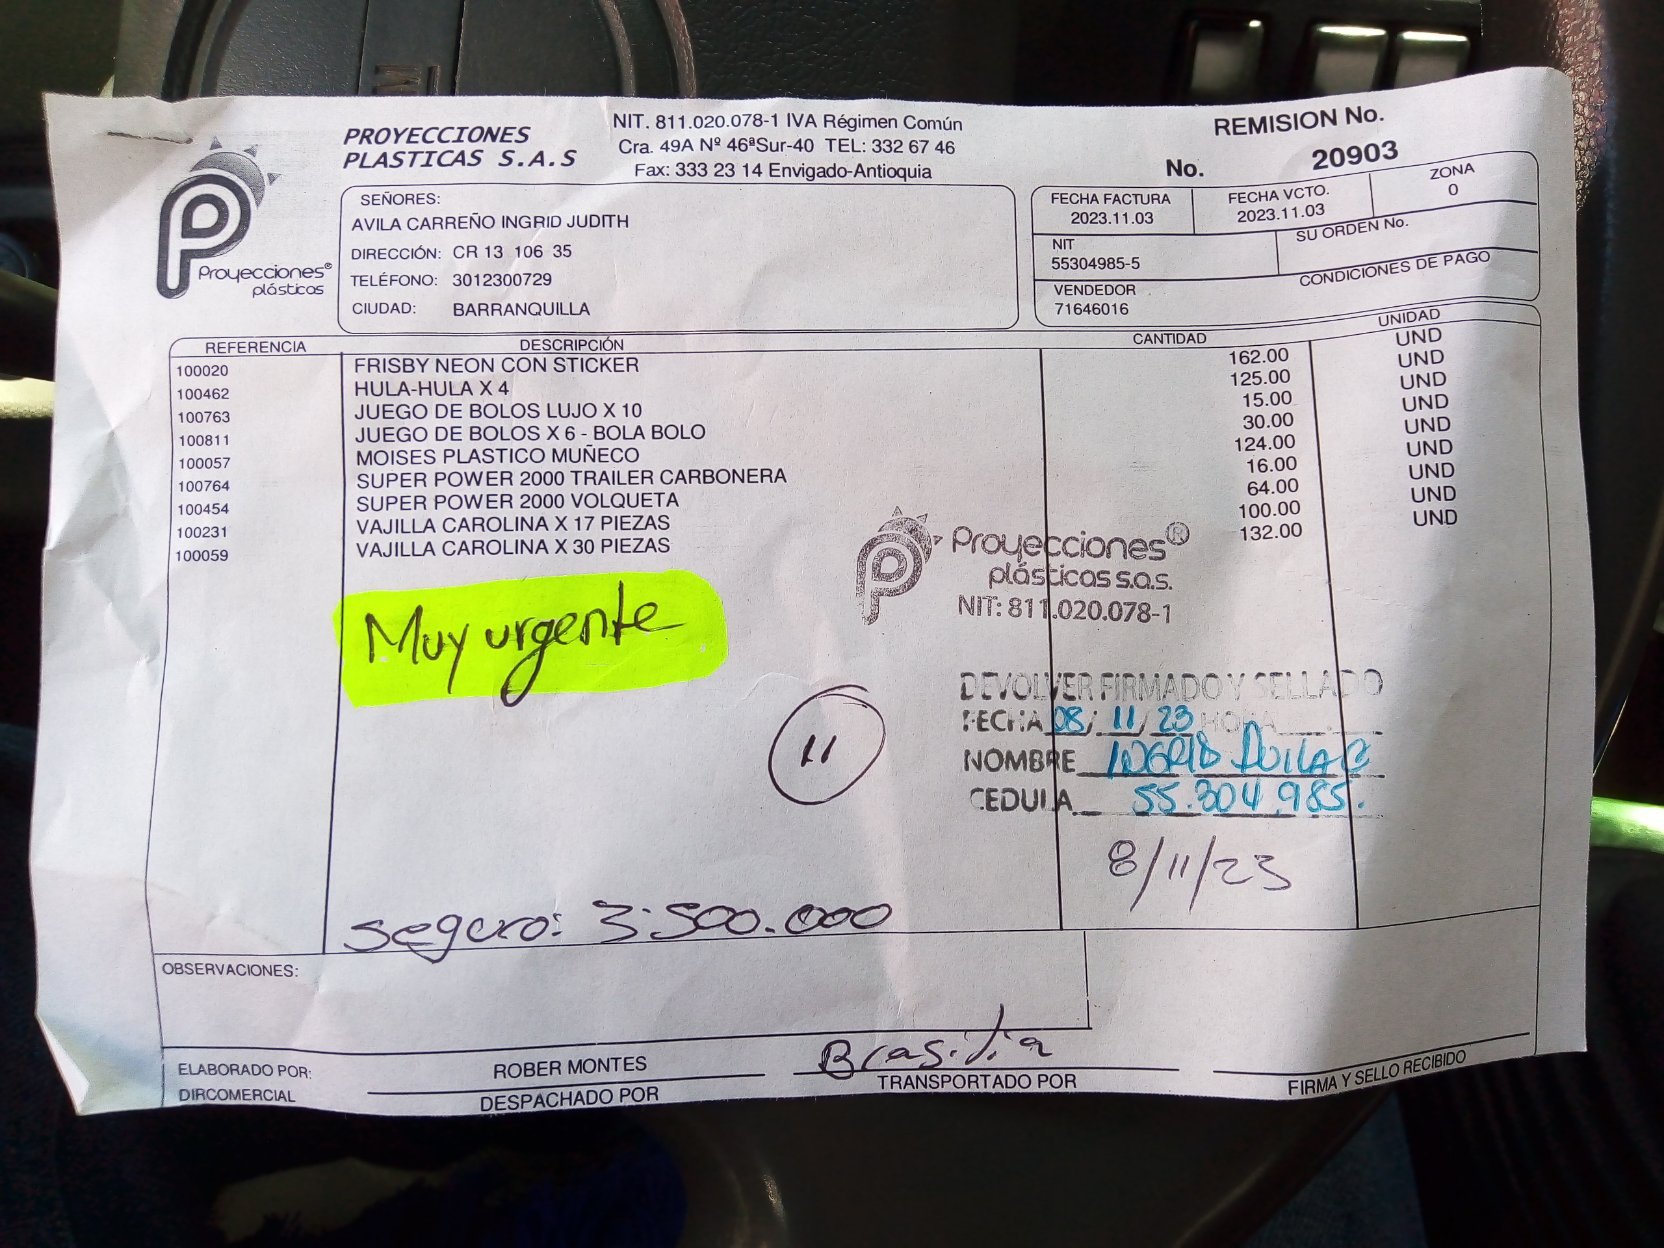 PROYECCIONES
PLASTICAS S.A.S
NIT. 811.020.078-1 IVA Régimen Común
Cra. 49A Nº 46ªSur-40 TEL: 332 67 46
Fax: 333 23 14 Envigado-Antioquia
REMISION No.
No. 20903
Proyecciones®
plásticos
SEÑORES:
AVILA CARREÑO INGRID JUDITH
DIRECCIÓN: CR 13 106 35
TELÉFONO: 3012300729
CIUDAD: BARRANQUILLA
FECHA FACTURA FECHA VCTO. ZONA
2023.11.03 2023.11.03 0
NIT SU ORDEN No.
55304985-5
VENDEDOR CONDICIONES DE PAGO
71646016
REFERENCIA DESCRIPCIÓN CANTIDAD UNIDAD
100020 FRISBY NEON CON STICKER 162.00 UND
100462 HULA-HULA X 4 125.00 UND
100763 JUEGO DE BOLOS LUJO X 10 15.00 UND
100811 JUEGO DE BOLOS X 6 - BOLA BOLO 30.00 UND
100057 MOISES PLASTICO MUÑECO 124.00 UND
100764 SUPER POWER 2000 TRAILER CARBONERA 16.00 UND
100454 SUPER POWER 2000 VOLQUETA 64.00 UND
100231 VAJILLA CAROLINA X 17 PIEZAS 100.00 UND
100059 VAJILLA CAROLINA X 30 PIEZAS 132.00 UND
Proyecciones®
plásticas s.a.s.
NIT: 811.020.078-1
Muy urgente
DEVOLVER FIRMADO Y SELLADO
FECHA 08/11/23 HORA
NOMBRE INGRID AVILA C
CEDULA 55.304.985.
11
8/11/23
seguro: 3.500.000
OBSERVACIONES:
ELABORADO POR:
DIRCOMERCIAL
ROBER MONTES
DESPACHADO POR
Brasilia
TRANSPORTADO POR
FIRMA Y SELLO RECIBIDO